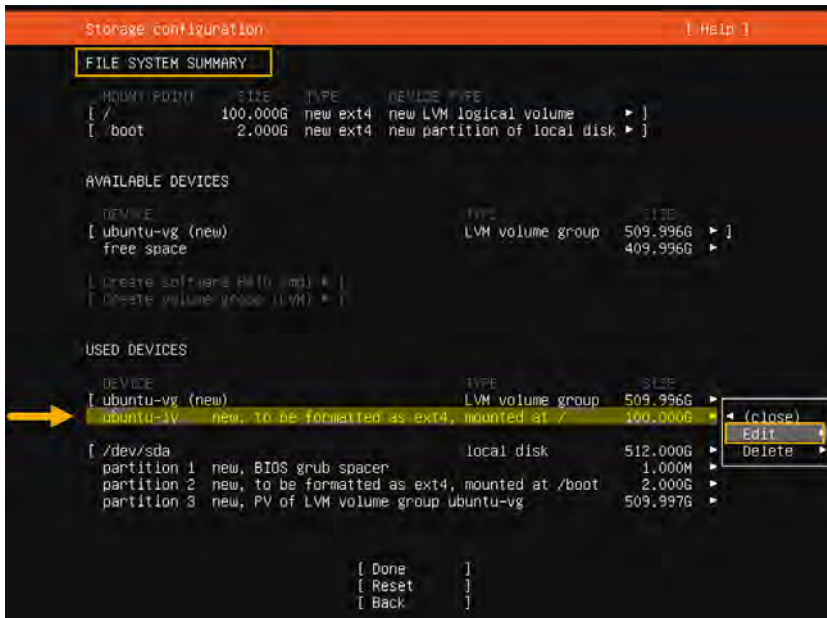 Storage configuration [ Help ]
FILE SYSTEM SUMMARY
MOUNT POINT SIZE TYPE DEVICE TYPE
[ / 100.000G new ext4 new LVM logical volume ▸ ]
[ /boot 2.000G new ext4 new partition of local disk ▸ ]
AVAILABLE DEVICES
DEVICE TYPE SIZE
[ ubuntu-vg (new) LVM volume group 509.996G ▸ ]
free space 409.996G ▸
[ Create software RAID (md) ▸ ]
[ Create volume group (LVM) ▸ ]
USED DEVICES
DEVICE TYPE SIZE
[ ubuntu-vg (new) LVM volume group 509.996G ▸
ubuntu-lv new, to be formatted as ext4, mounted at / 100.000G ▸ ◂ (close)
Edit ▸
[ /dev/sda local disk 512.000G ▸ Delete ▸
partition 1 new, BIOS grub spacer 1.000M ▸
partition 2 new, to be formatted as ext4, mounted at /boot 2.000G ▸
partition 3 new, PV of LVM volume group ubuntu-vg 509.997G ▸
[ Done ]
[ Reset ]
[ Back ]